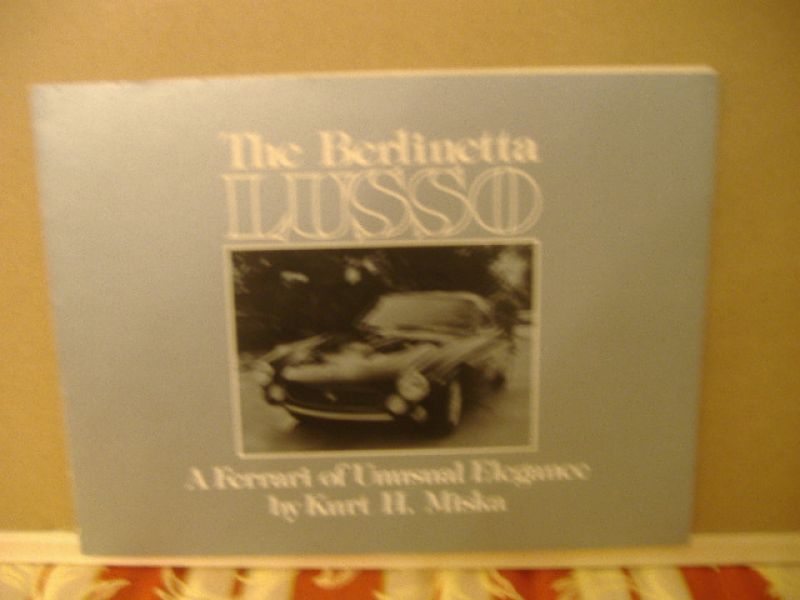 The Berlinetta
LUSSO
A Ferrari of Unusual Elegance
by Kurt H. Miska